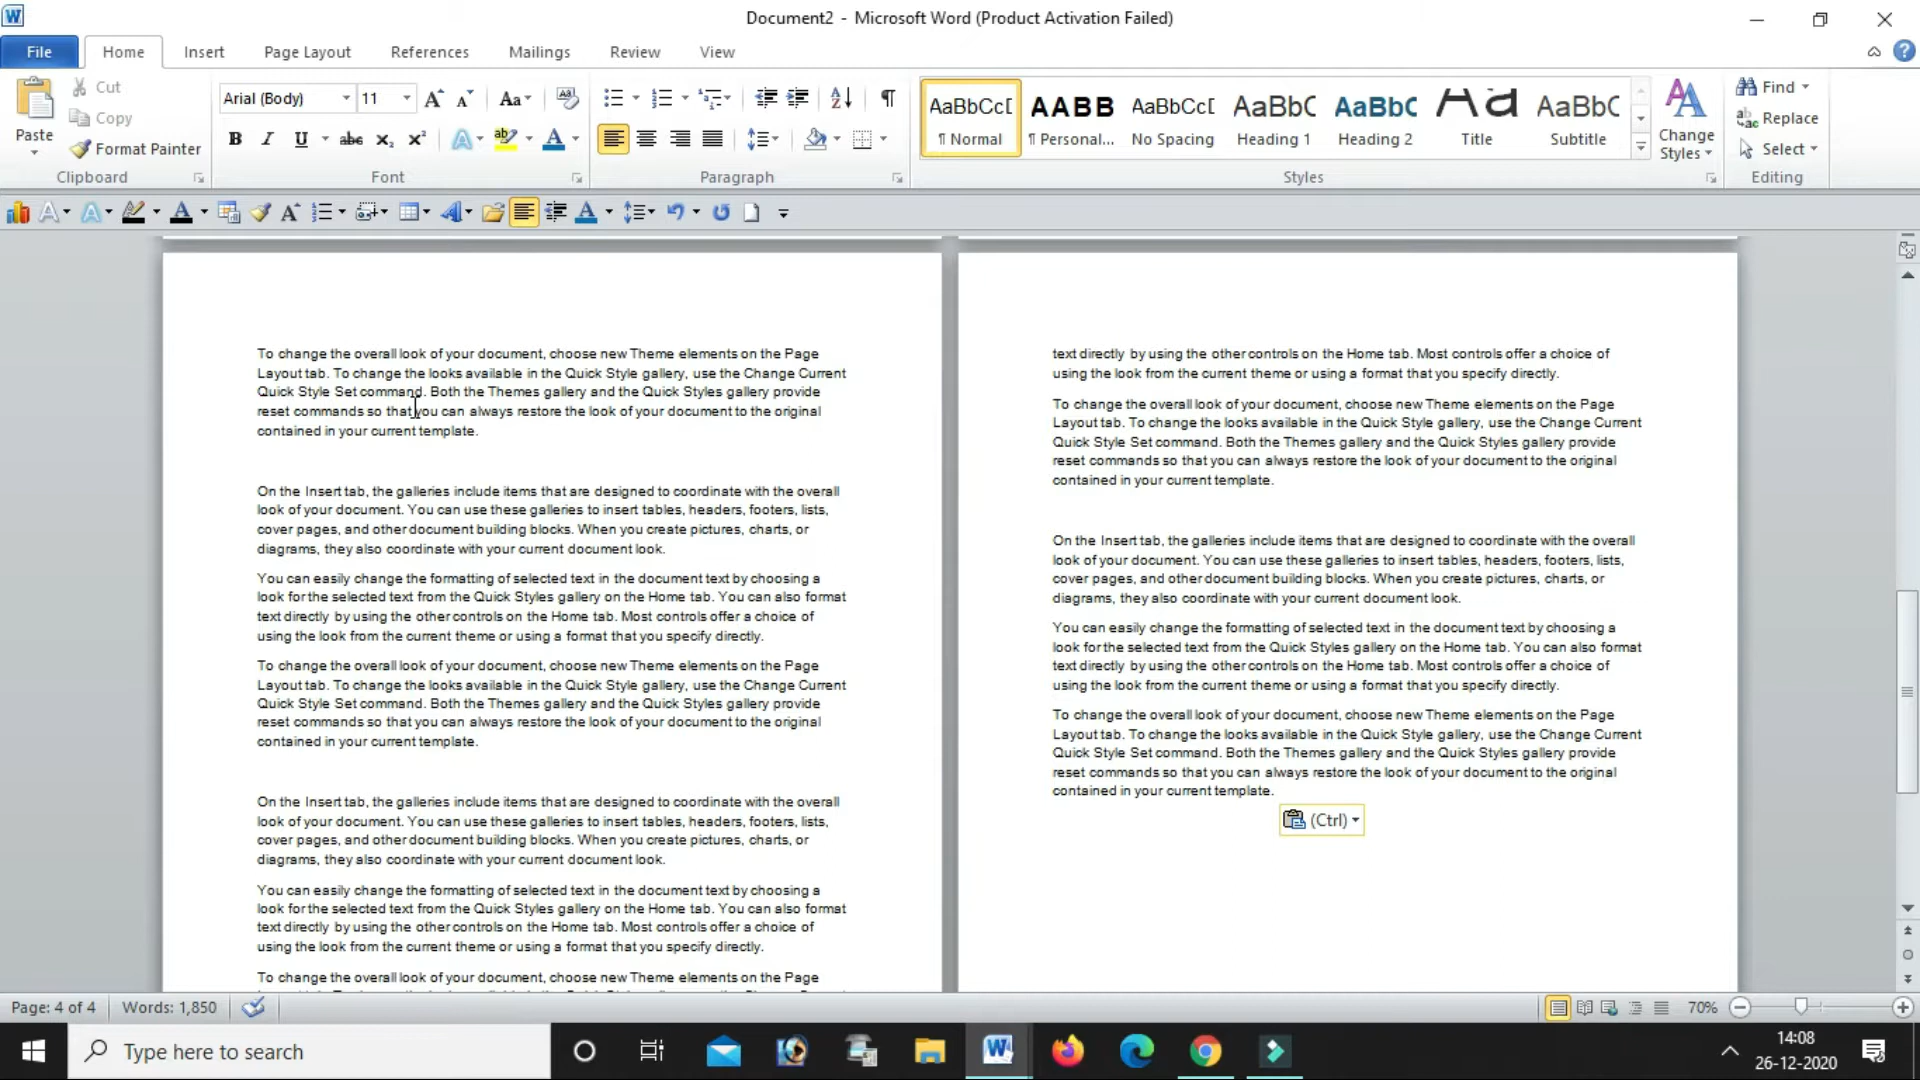 Document2 - Microsoft Word (Product Activation Failed)
File Home Insert Page Layout References Mailings Review View
Paste
Cut
Copy
Format Painter
Clipboard
Arial (Body) 11
Font
Paragraph
AaBbCcD AABB AaBbCcD AaBbC AaBbC Aa AaBbC
¶ Normal ¶ Personal... No Spacing Heading 1 Heading 2 Title Subtitle
Change
Styles
Styles
Find
Replace
Select
Editing
To change the overall look of your document, choose new Theme elements on the Page
Layout tab. To change the looks available in the Quick Style gallery, use the Change Current
Quick Style Set command. Both the Themes gallery and the Quick Styles gallery provide
reset commands so that you can always restore the look of your document to the original
contained in your current template.
On the Insert tab, the galleries include items that are designed to coordinate with the overall
look of your document. You can use these galleries to insert tables, headers, footers, lists,
cover pages, and other document building blocks. When you create pictures, charts, or
diagrams, they also coordinate with your current document look.
You can easily change the formatting of selected text in the document text by choosing a
look for the selected text from the Quick Styles gallery on the Home tab. You can also format
text directly by using the other controls on the Home tab. Most controls offer a choice of
using the look from the current theme or using a format that you specify directly.
To change the overall look of your document, choose new Theme elements on the Page
Layout tab. To change the looks available in the Quick Style gallery, use the Change Current
Quick Style Set command. Both the Themes gallery and the Quick Styles gallery provide
reset commands so that you can always restore the look of your document to the original
contained in your current template.
On the Insert tab, the galleries include items that are designed to coordinate with the overall
look of your document. You can use these galleries to insert tables, headers, footers, lists,
cover pages, and other document building blocks. When you create pictures, charts, or
diagrams, they also coordinate with your current document look.
You can easily change the formatting of selected text in the document text by choosing a
look for the selected text from the Quick Styles gallery on the Home tab. You can also format
text directly by using the other controls on the Home tab. Most controls offer a choice of
using the look from the current theme or using a format that you specify directly.
To change the overall look of your document, choose new Theme elements on the Page
text directly by using the other controls on the Home tab. Most controls offer a choice of
using the look from the current theme or using a format that you specify directly.
To change the overall look of your document, choose new Theme elements on the Page
Layout tab. To change the looks available in the Quick Style gallery, use the Change Current
Quick Style Set command. Both the Themes gallery and the Quick Styles gallery provide
reset commands so that you can always restore the look of your document to the original
contained in your current template.
On the Insert tab, the galleries include items that are designed to coordinate with the overall
look of your document. You can use these galleries to insert tables, headers, footers, lists,
cover pages, and other document building blocks. When you create pictures, charts, or
diagrams, they also coordinate with your current document look.
You can easily change the formatting of selected text in the document text by choosing a
look for the selected text from the Quick Styles gallery on the Home tab. You can also format
text directly by using the other controls on the Home tab. Most controls offer a choice of
using the look from the current theme or using a format that you specify directly.
To change the overall look of your document, choose new Theme elements on the Page
Layout tab. To change the looks available in the Quick Style gallery, use the Change Current
Quick Style Set command. Both the Themes gallery and the Quick Styles gallery provide
reset commands so that you can always restore the look of your document to the original
contained in your current template.
(Ctrl)
Page: 4 of 4 Words: 1,850 70%
Type here to search
14:08
26-12-2020